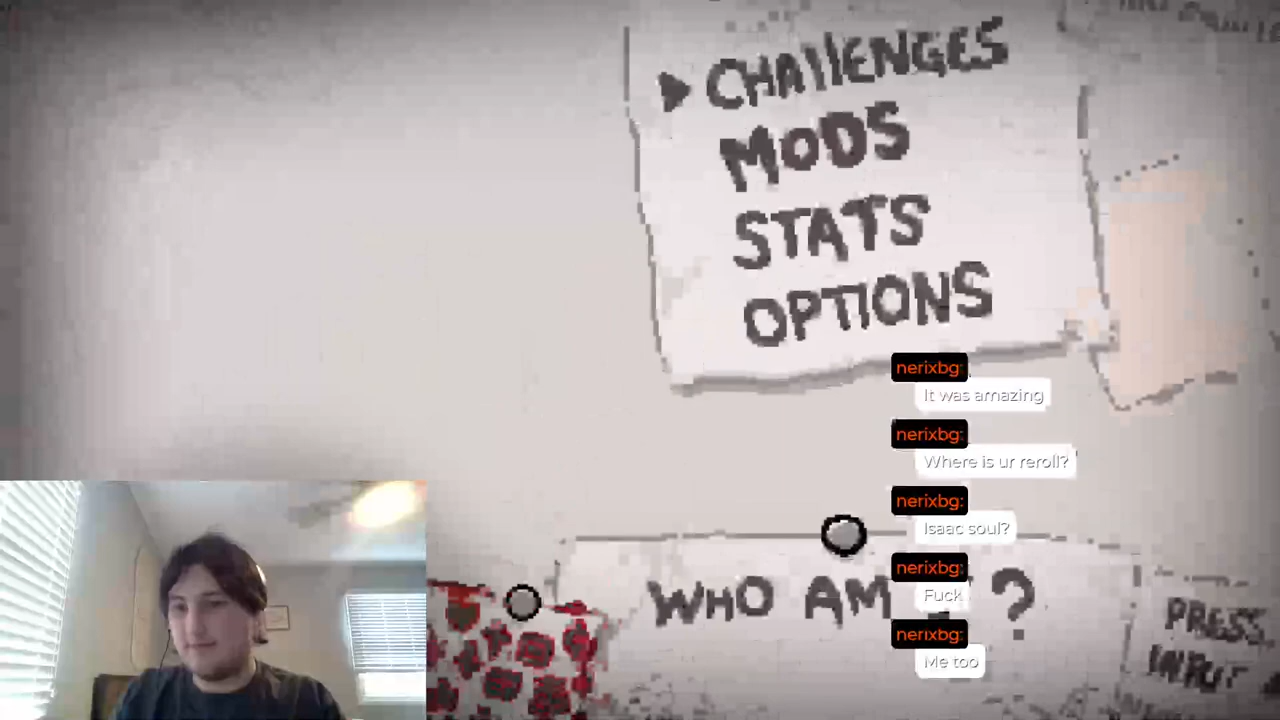 CHAllENGES
MODS
STATS
OPTIONS
nerixbg:
It was amazing
nerixbg:
Where is ur reroll?
nerixbg:
Isaac soul?
nerixbg:
Fuck
nerixbg:
Me too
WHO AM ?
PRESS
INPUT